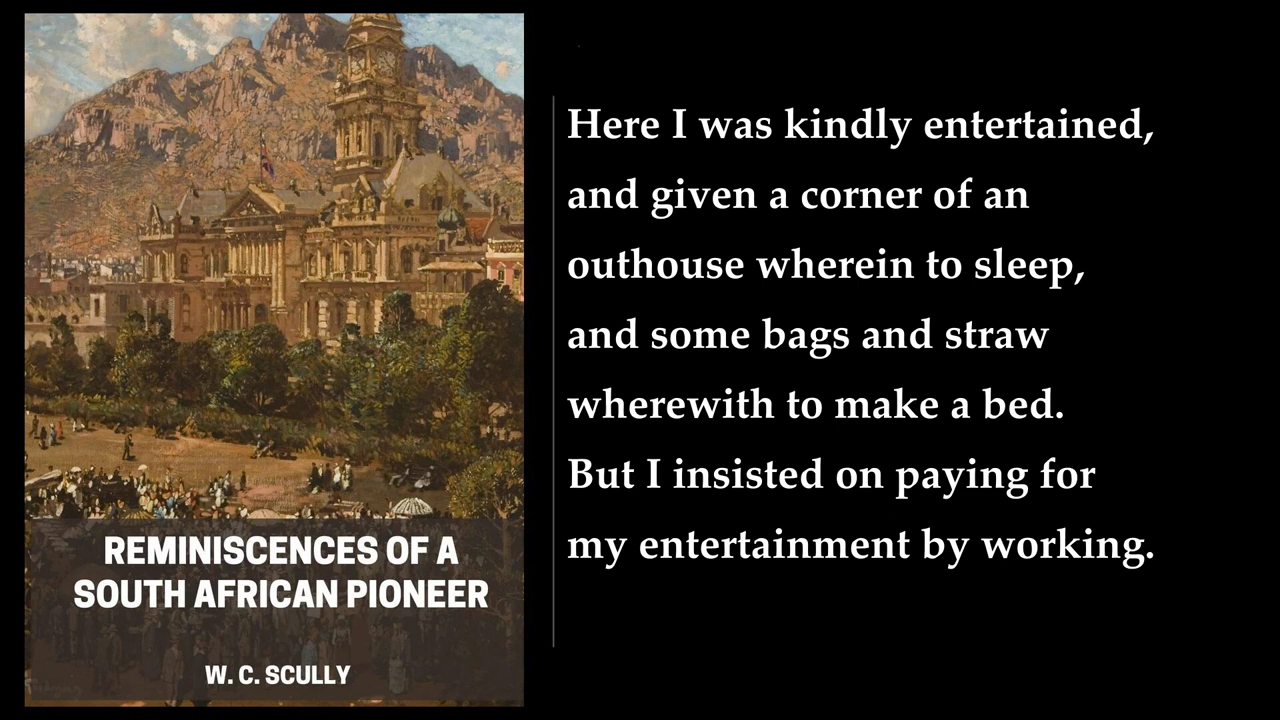 REMINISCENCES OF A
SOUTH AFRICAN PIONEER
W. C. SCULLY
Here I was kindly entertained,
and given a corner of an
outhouse wherein to sleep,
and some bags and straw
wherewith to make a bed.
But I insisted on paying for
my entertainment by working.